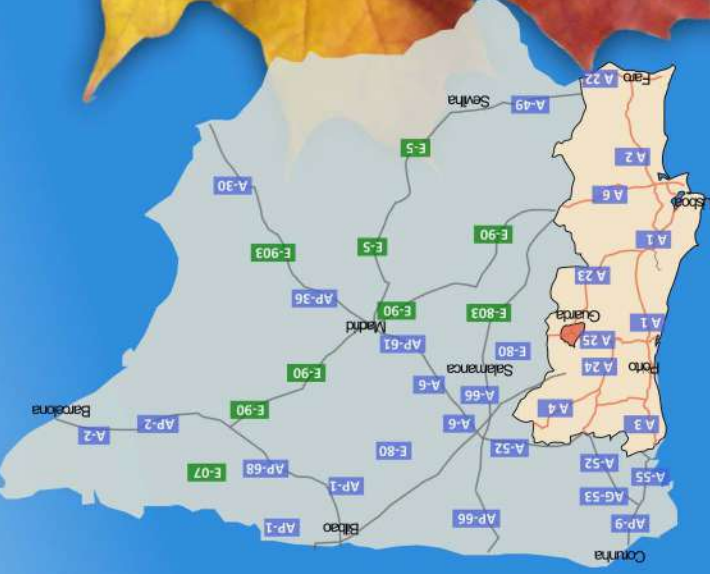 Corunha
AP-9
AP-66
Bilbao
AP-1
AG-53
AP-1
A-55
A-52
AP-68
E-07
A-52
E-80
A 3
A-6
AP-2
A-2
A 4
E-90
Barcelona
A-66
A-6
Porto
A 24
Salamanca
E-90
A 25
E-80
AP-61
A 1
Guarda
E-803
Madrid
E-90
AP-36
A 23
A 1
E-90
E-5
E-903
Lisboa
A 6
A-30
A 2
E-5
A-49
Sevilha
Faro
A 22